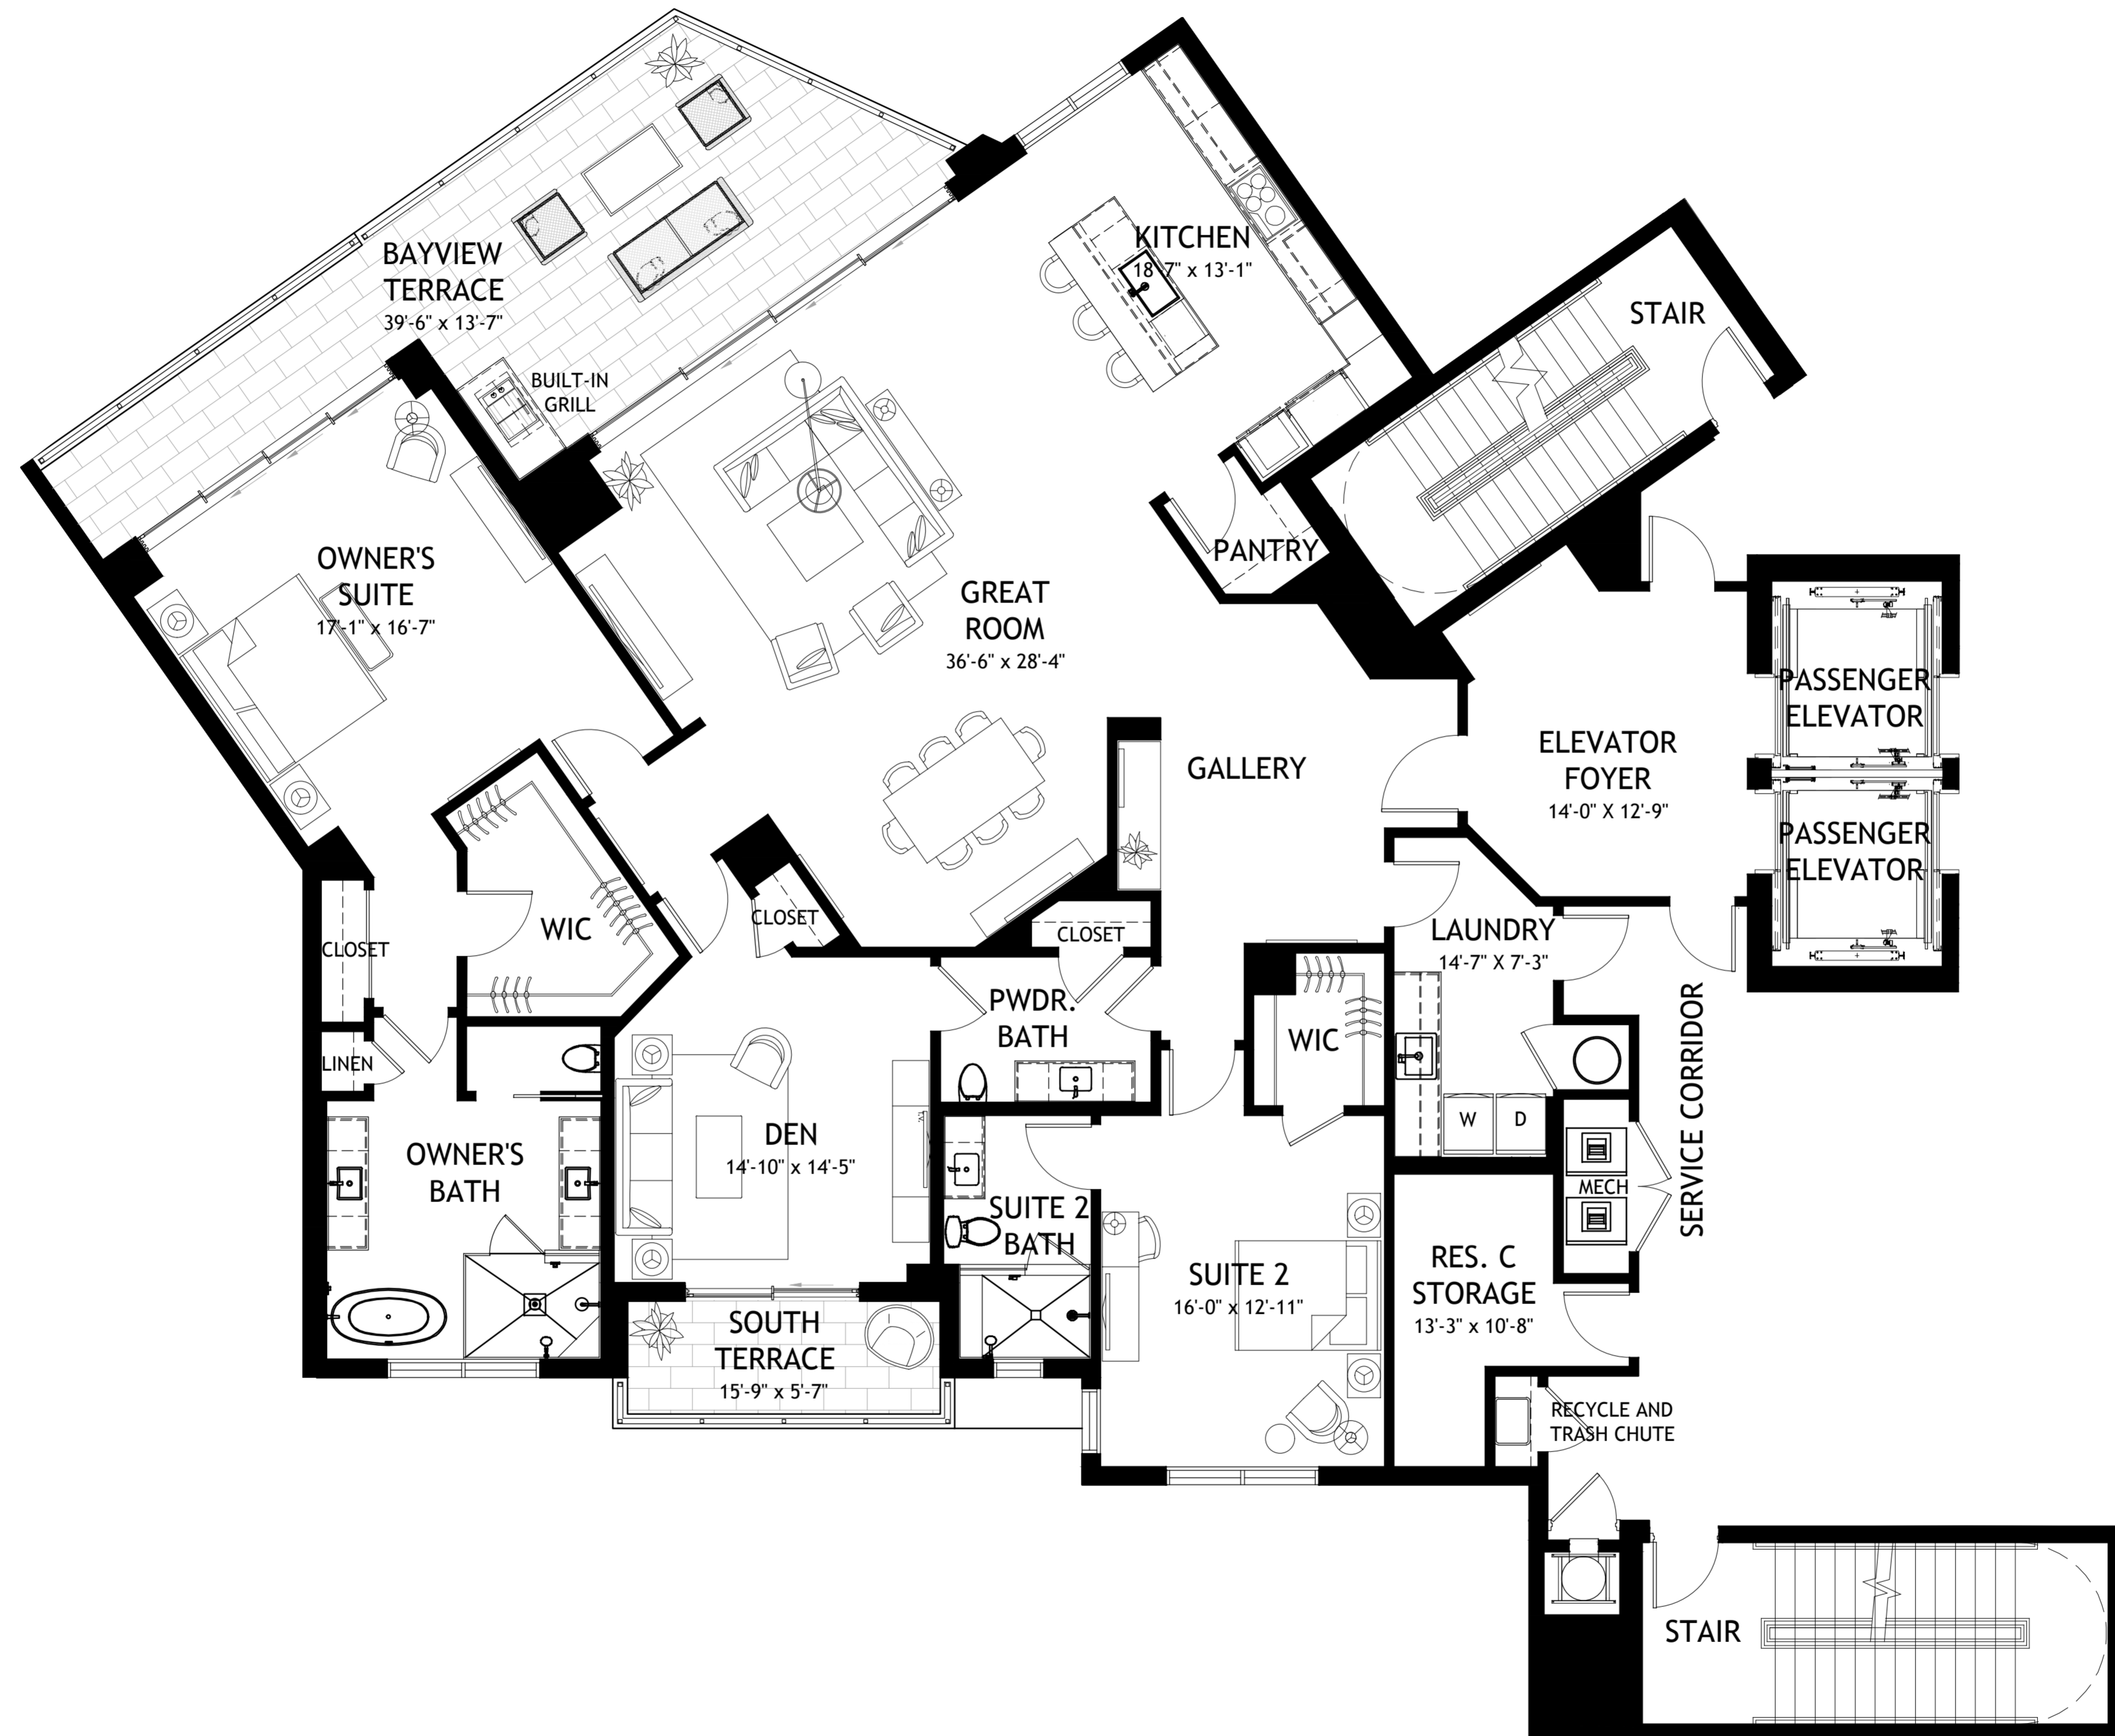 BAYVIEW
TERRACE
39'-6" x 13'-7"
BUILT-IN
GRILL
KITCHEN
18'-7" x 13'-1"
STAIR
PANTRY
OWNER'S
SUITE
17'-1" x 16'-7"
GREAT
ROOM
36'-6" x 28'-4"
PASSENGER
ELEVATOR
GALLERY
ELEVATOR
FOYER
14'-0" X 12'-9"
PASSENGER
ELEVATOR
CLOSET
WIC
CLOSET
CLOSET
LAUNDRY
14'-7" X 7'-3"
LINEN
PWDR.
BATH
WIC
SERVICE CORRIDOR
W
D
OWNER'S
BATH
DEN
14'-10" x 14'-5"
SUITE 2
BATH
MECH
SUITE 2
16'-0" x 12'-11"
RES. C
STORAGE
13'-3" x 10'-8"
SOUTH
TERRACE
15'-9" x 5'-7"
RECYCLE AND
TRASH CHUTE
STAIR